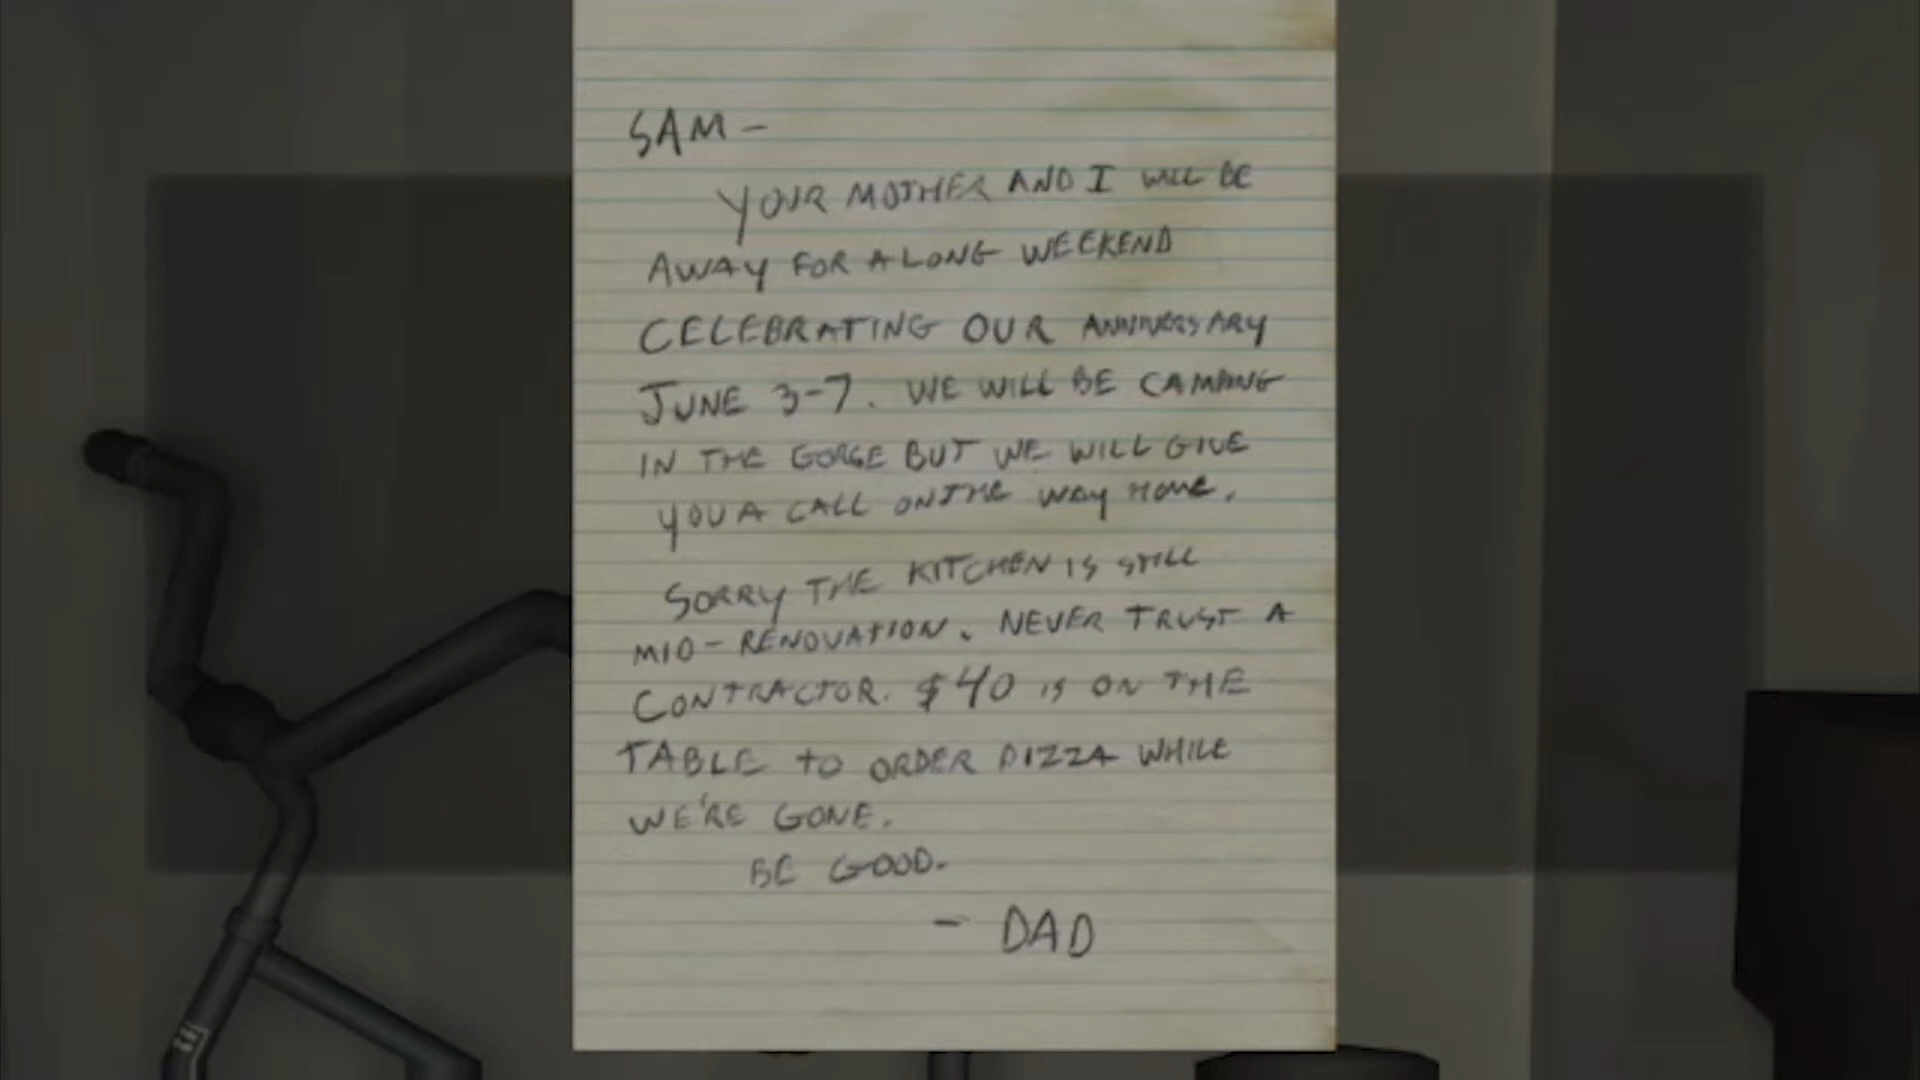 SAM -
YOUR MOTHER AND I WILL BE
AWAY FOR A LONG WEEKEND
CELEBRATING OUR ANNIVERSARY
JUNE 3-7. WE WILL BE CAMPING
IN THE GORGE BUT WE WILL GIVE
YOU A CALL ON THE WAY HOME.
SORRY THE KITCHEN IS STILL
MID-RENOVATION. NEVER TRUST A
CONTRACTOR. $40 IS ON THE
TABLE TO ORDER PIZZA WHILE
WE'RE GONE.
BE GOOD.
- DAD